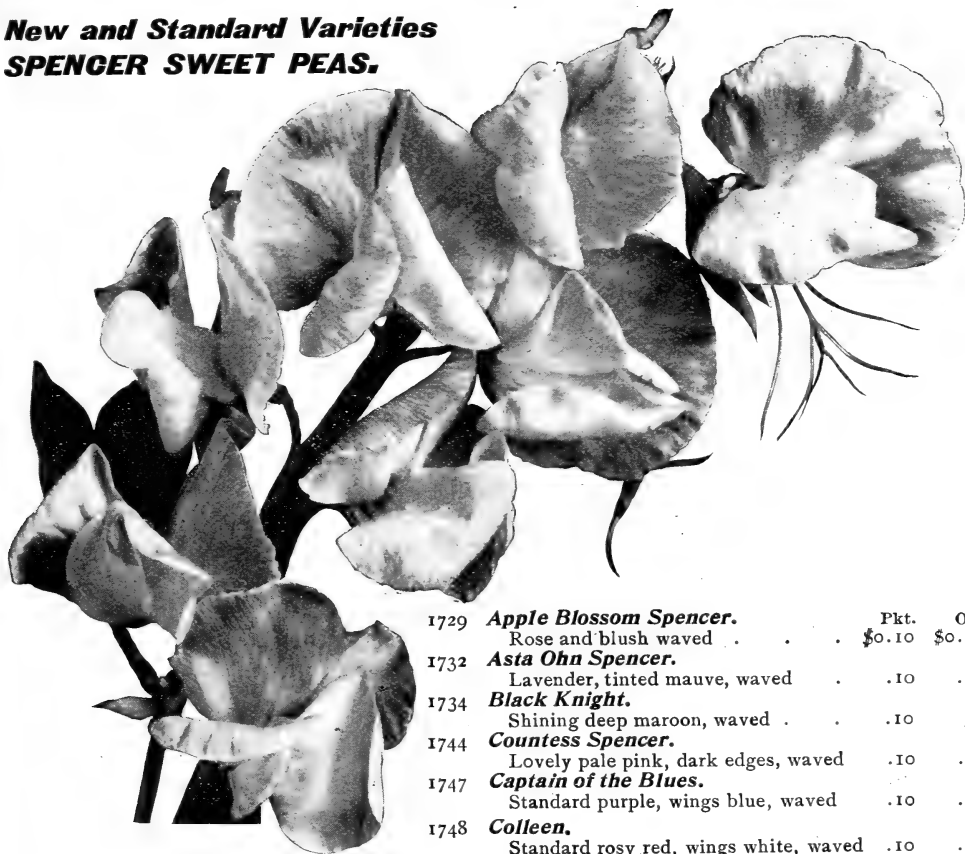 New and Standard Varieties
SPENCER SWEET PEAS.
1729 Apple Blossom Spencer. Pkt.
Rose and blush waved . . . $0.10 $0.
1732 Asta Ohn Spencer.
Lavender, tinted mauve, waved . .10 .
1734 Black Knight.
Shining deep maroon, waved . . .10
1744 Countess Spencer.
Lovely pale pink, dark edges, waved .10 .
1747 Captain of the Blues.
Standard purple, wings blue, waved .10 .
1748 Colleen.
Standard rosy red, wings white, waved .10 .